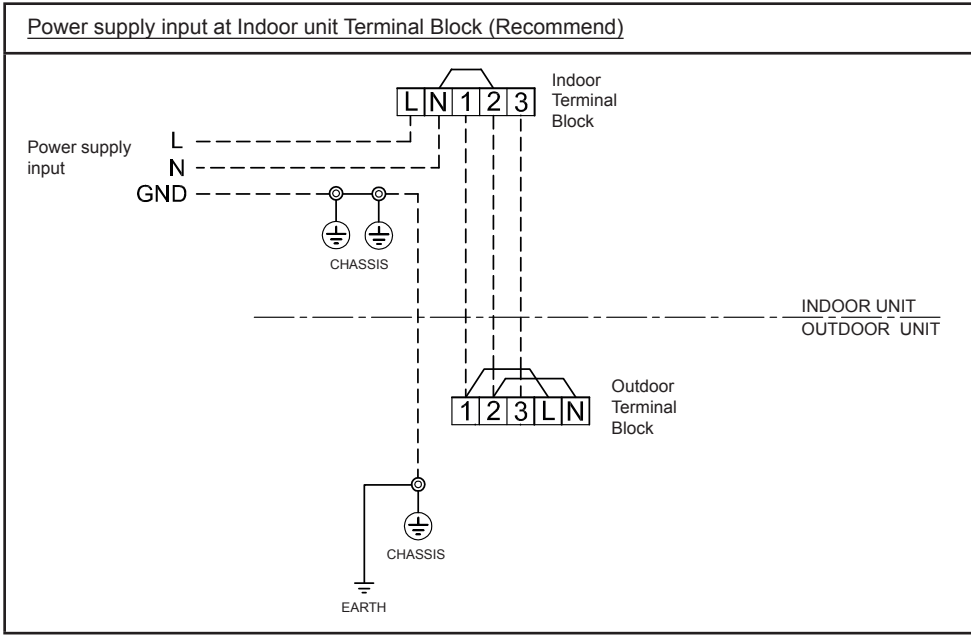 Power supply input at Indoor unit Terminal Block (Recommend)
L N 1 2 3
Indoor
Terminal
Block
Power supply
input
L
N
GND
CHASSIS
INDOOR UNIT
OUTDOOR UNIT
1 2 3 L N
Outdoor
Terminal
Block
CHASSIS
EARTH